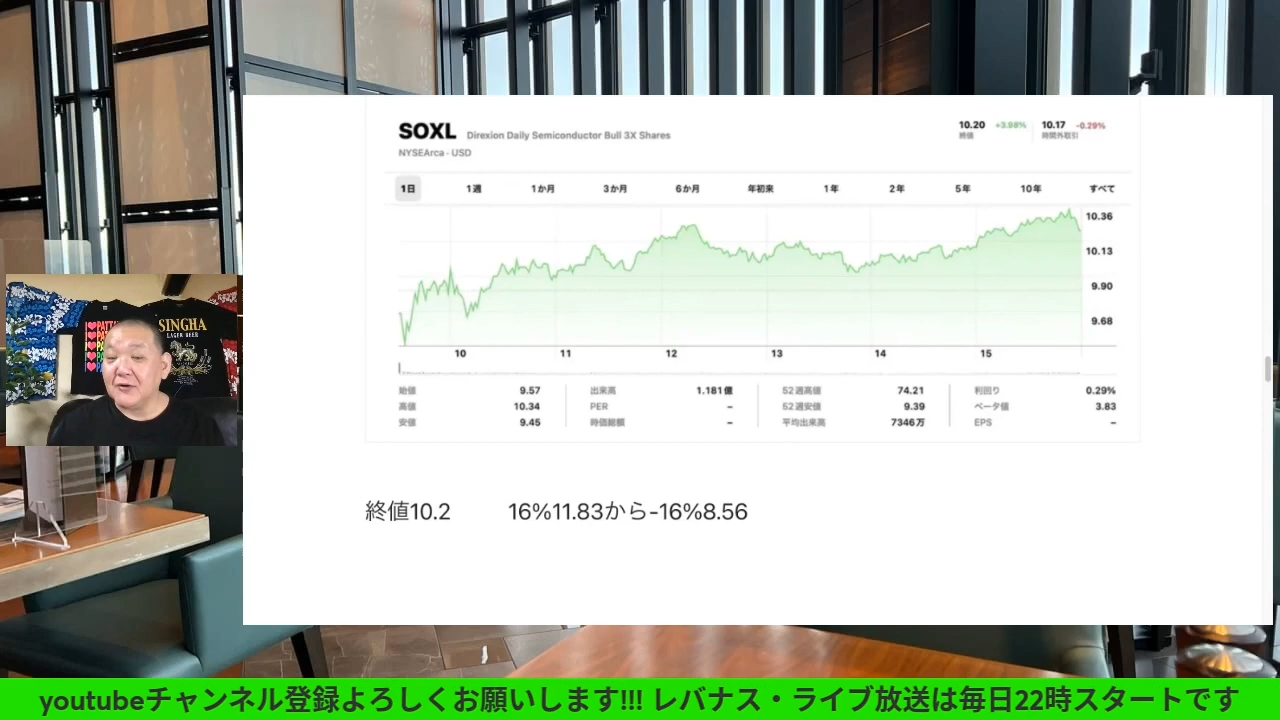 SOXL Direxion Daily Semiconductor Bull 3X Shares
NYSEArca - USD
10.20 +3.98% 10.17 -0.29%
終値 時間外取引
1日 1週 1か月 3か月 6か月 年初来 1年 2年 5年 10年 すべて
10.36
10.13
9.90
9.68
10 11 12 13 14 15
始値 9.57 出来高 1.181億 52週高値 74.21 利回り 0.29%
高値 10.34 PER – 52週安値 9.39 ベータ値 3.83
安値 9.45 時価総額 – 平均出来高 7346万 EPS –
終値10.2 16%11.83から-16%8.56
SINGHA
LAGER BEER
youtubeチャンネル登録よろしくお願いします!!! レバナス・ライブ放送は毎日22時スタートです